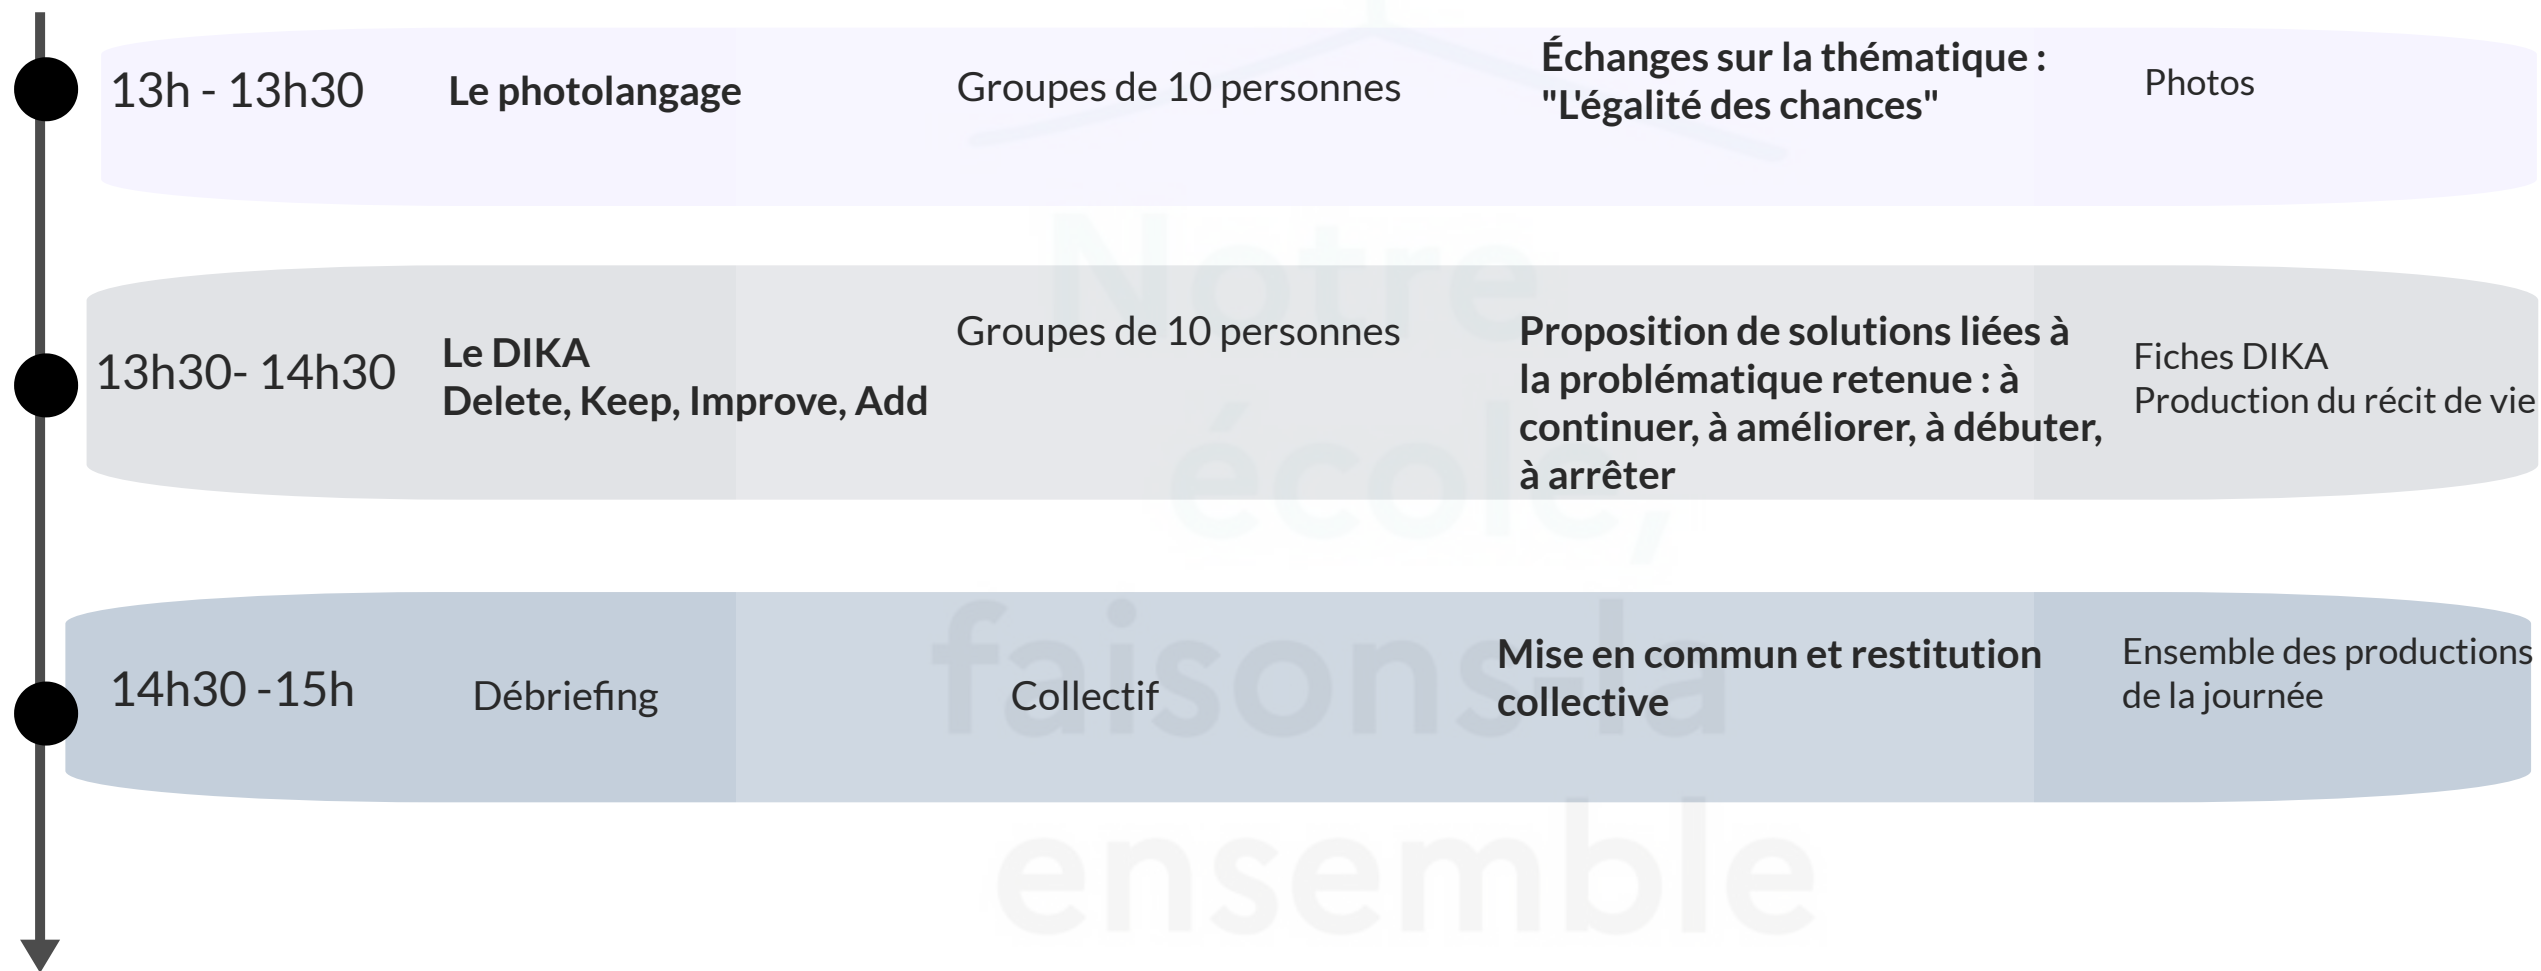 13h - 13h30
Le photolangage
Groupes de 10 personnes
Échanges sur la thématique :
"L'égalité des chances"
Photos
13h30- 14h30
Le DIKA
Delete, Keep, Improve, Add
Groupes de 10 personnes
Proposition de solutions liées à
la problématique retenue : à
continuer, à améliorer, à débuter,
à arrêter
Fiches DIKA
Production du récit de vie
14h30 -15h
Débriefing
Collectif
Mise en commun et restitution
collective
Ensemble des productions
de la journée
Notre
école,
faisons-la
ensemble